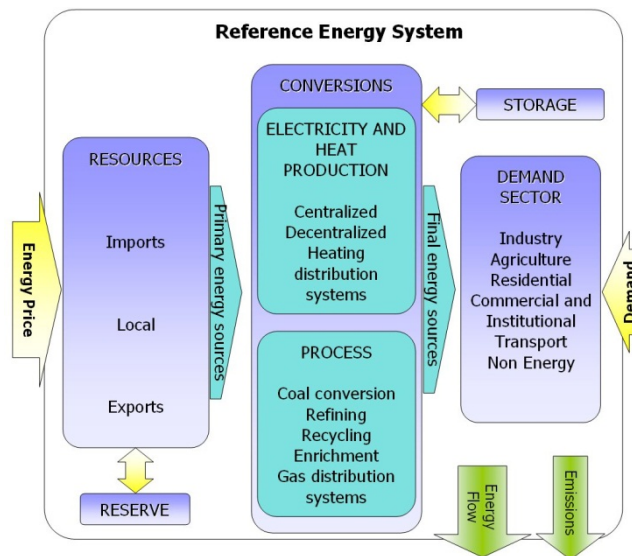 Reference Energy System
Energy Price
RESOURCES
Imports
Local
Exports
RESERVE
Primary energy sources
CONVERSIONS
ELECTRICITY AND
HEAT
PRODUCTION
Centralized
Decentralized
Heating
distribution
systems
PROCESS
Coal conversion
Refining
Recycling
Enrichment
Gas distribution
systems
Final energy sources
STORAGE
DEMAND
SECTOR
Industry
Agriculture
Residential
Commercial and
Institutional
Transport
Non Energy
Demand
Energy
Flow
Emissions